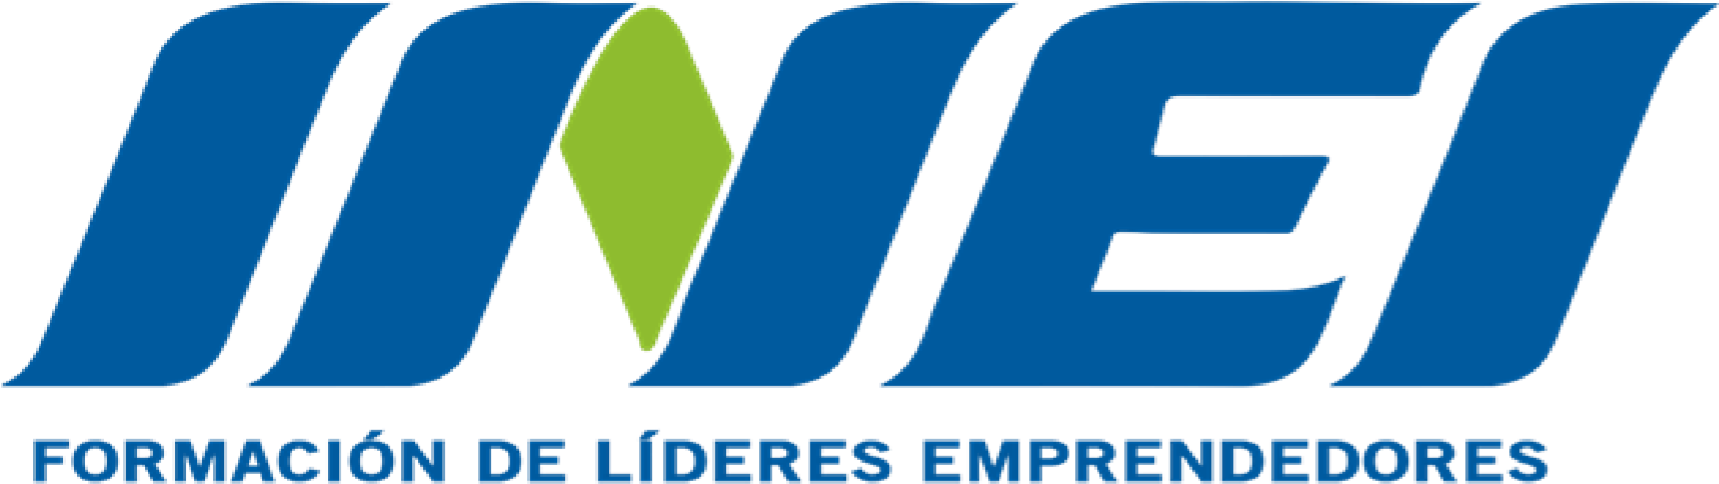 INEI
FORMACIÓN DE LÍDERES EMPRENDEDORES